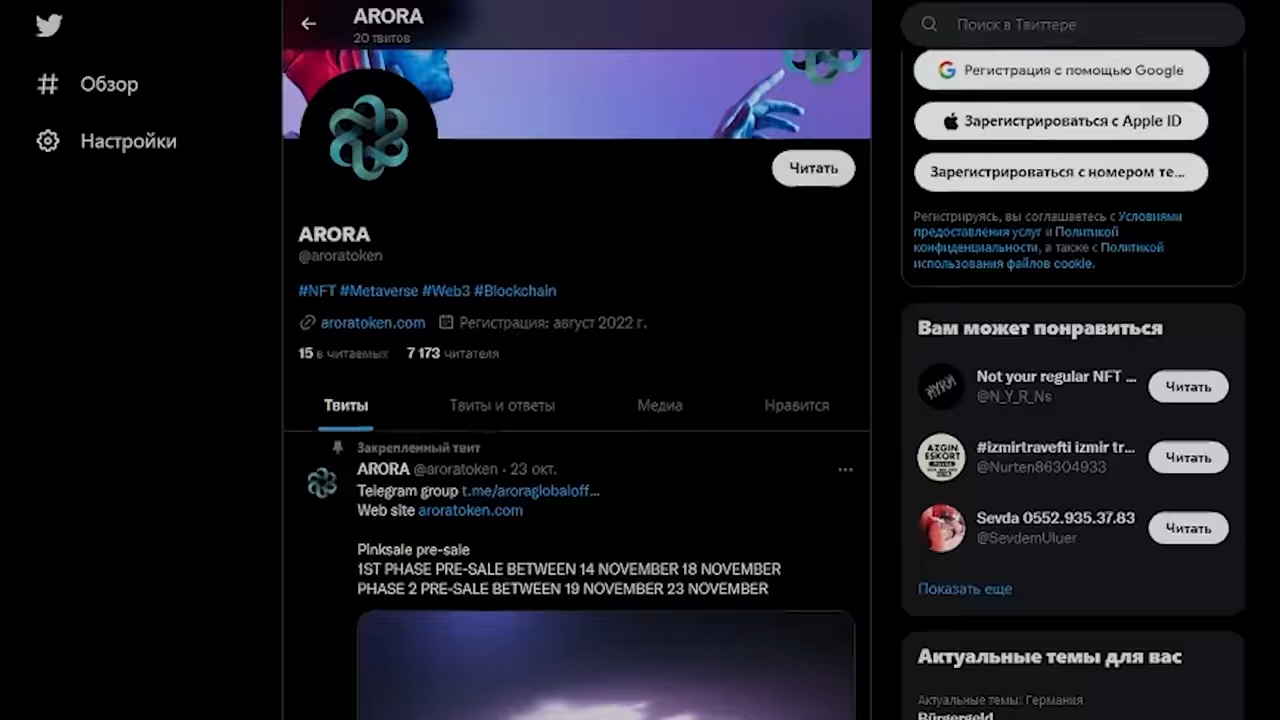 ARORA
20 твитов
Поиск в Твиттере
Обзор
Настройки
Читать
ARORA
@aroratoken
#NFT #Metaverse #Web3 #Blockchain
aroratoken.com Регистрация: август 2022 г.
15 в читаемых 7 173 читателя
Твиты Твиты и ответы Медиа Нравится
Закрепленный твит
ARORA @aroratoken · 23 окт.
Telegram group t.me/aroraglobaloff...
Web site aroratoken.com
Pinksale pre-sale
1ST PHASE PRE-SALE BETWEEN 14 NOVEMBER 18 NOVEMBER
PHASE 2 PRE-SALE BETWEEN 19 NOVEMBER 23 NOVEMBER
Регистрация с помощью Google
Зарегистрироваться с Apple ID
Зарегистрироваться с номером те...
Регистрируясь, вы соглашаетесь с Условиями
предоставления услуг и Политикой
конфиденциальности, а также с Политикой
использования файлов cookie.
Вам может понравиться
Not your regular NFT ...
@N_Y_R_Ns
Читать
AZGIN
ESKORT
#izmirtravefti izmir tr...
@Nurten86304933
Читать
Sevda 0552.935.37.83
@SevdemUluer
Читать
Показать еще
Актуальные темы для вас
Актуальные темы: Германия
Bürgergeld